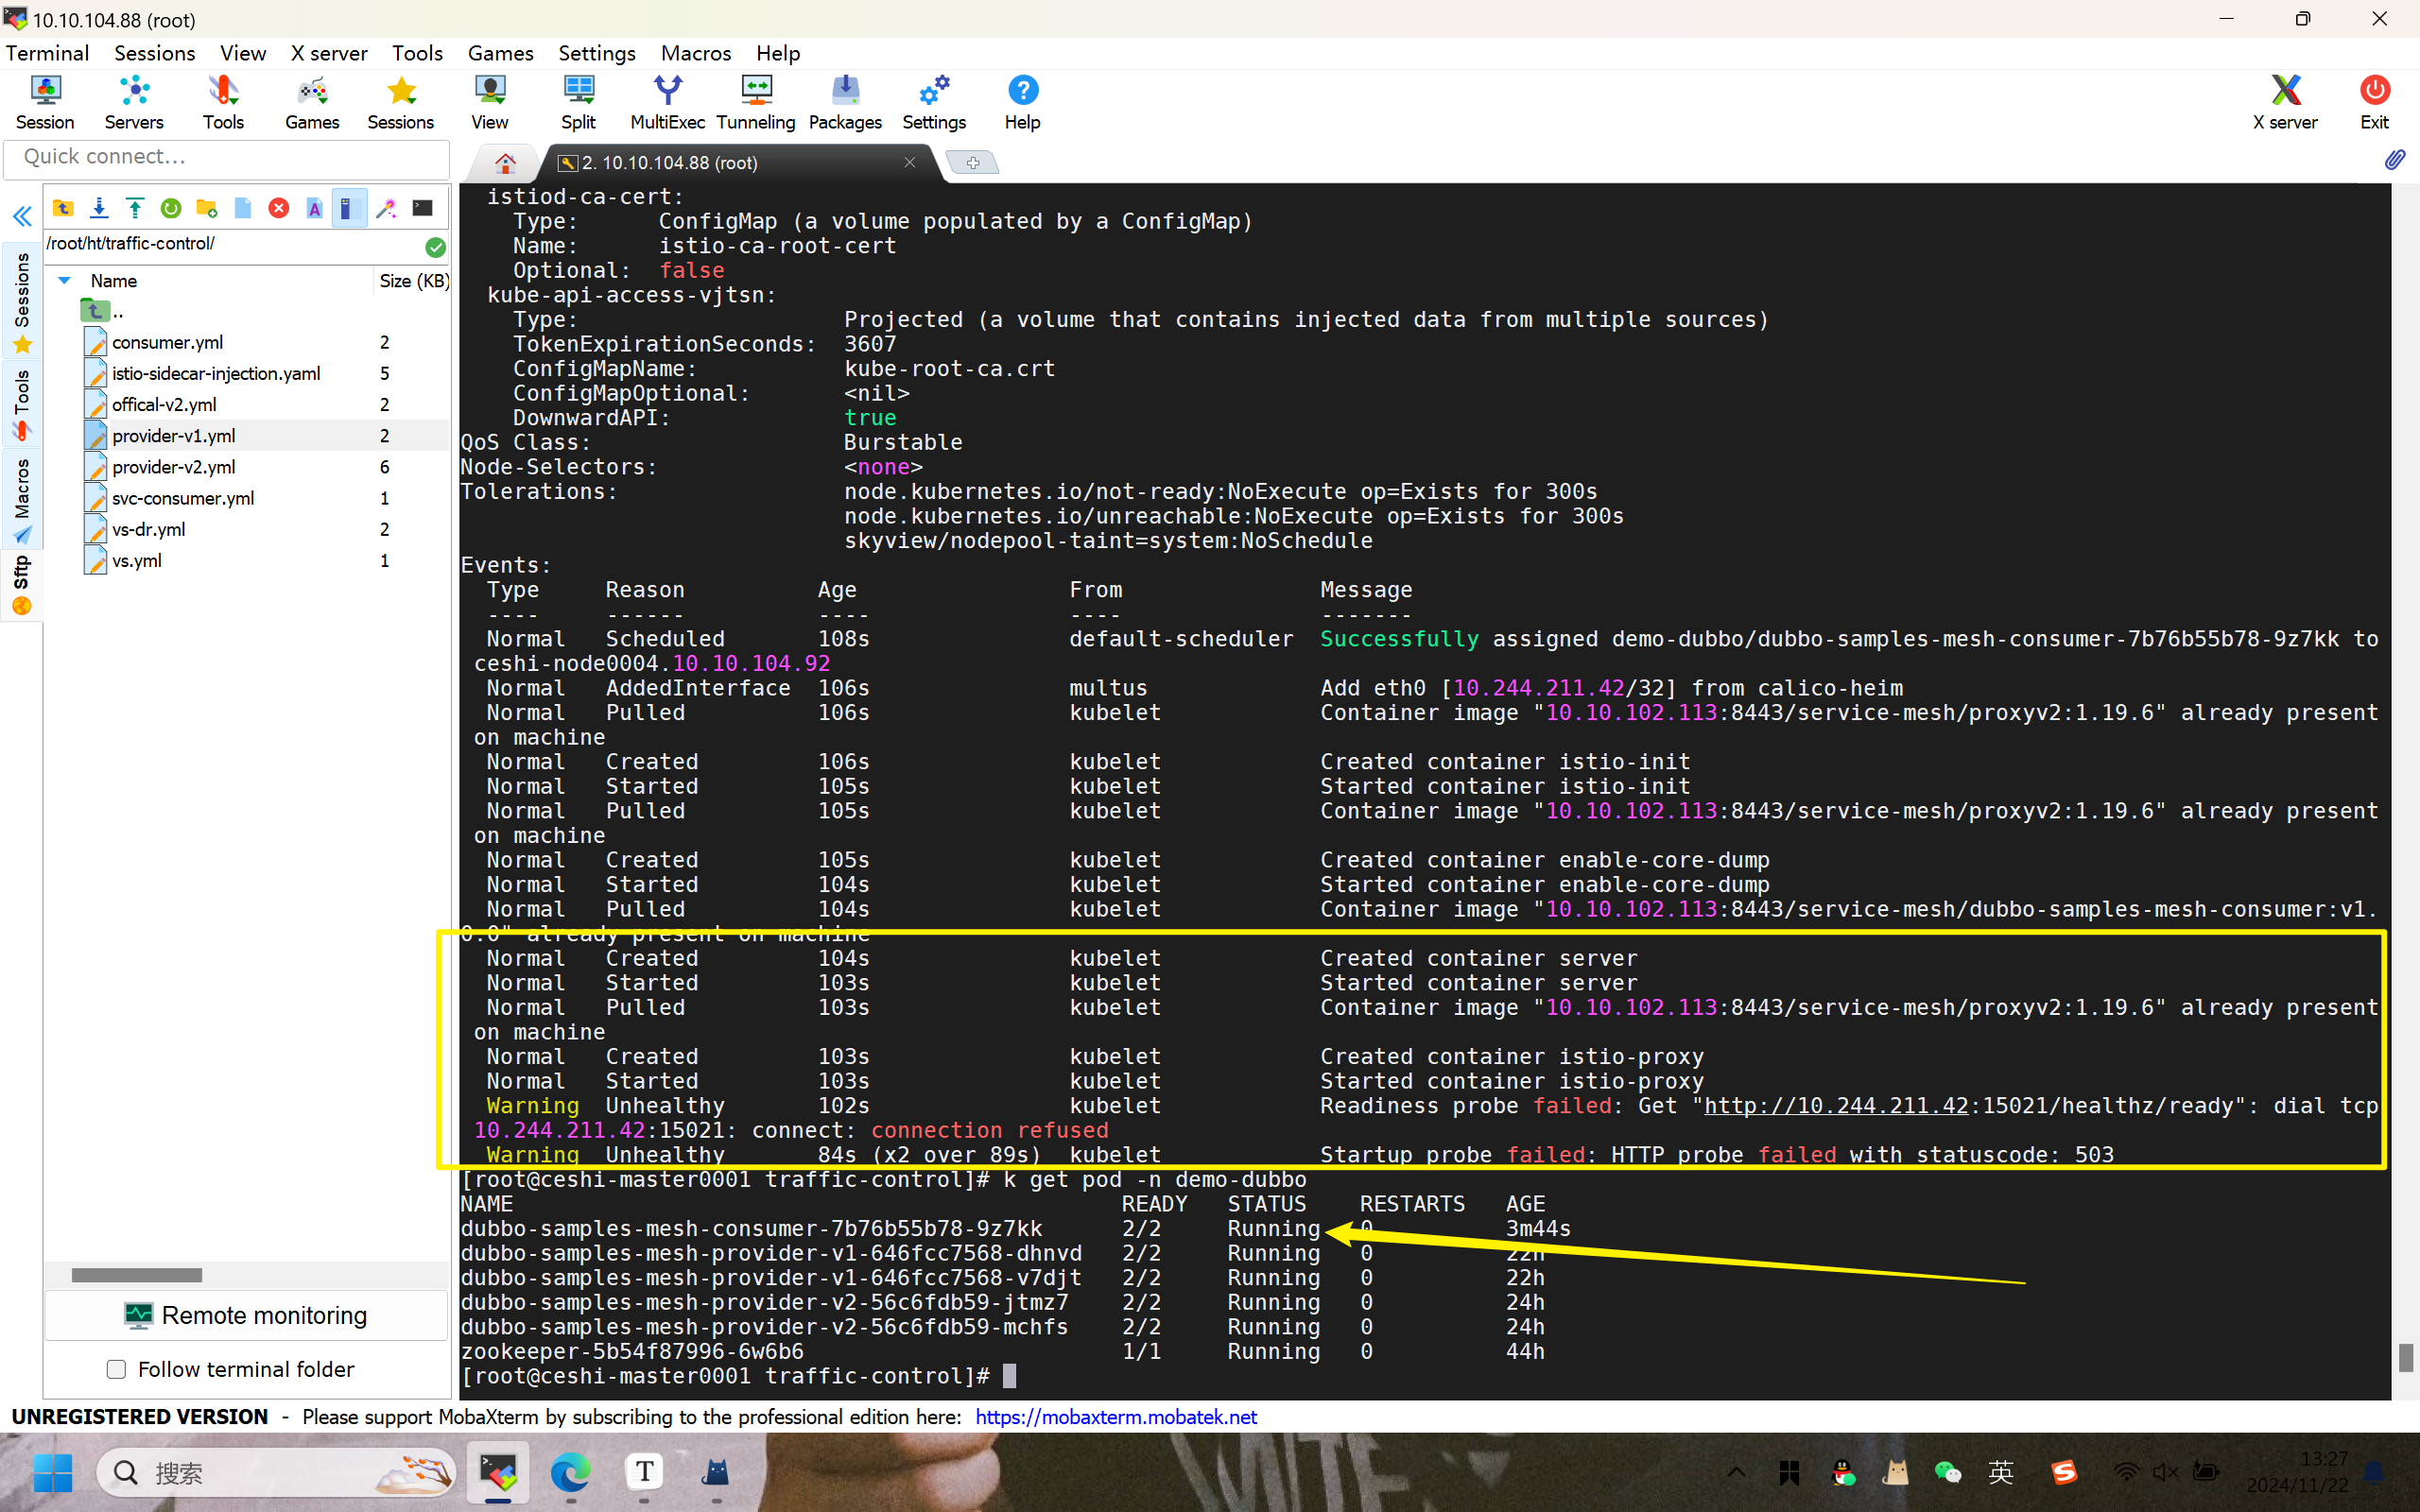 10.10.104.88 (root)
Terminal Sessions View X server Tools Games Settings Macros Help
Session Servers Tools Games Sessions View Split MultiExec Tunneling Packages Settings Help X server Exit
Quick connect...
2. 10.10.104.88 (root)
/root/ht/traffic-control/
Name Size (KB)
..
consumer.yml 2
istio-sidecar-injection.yaml 5
offical-v2.yml 2
provider-v1.yml 2
provider-v2.yml 6
svc-consumer.yml 1
vs-dr.yml 2
vs.yml 1
Sessions
Tools
Macros
Sftp
Remote monitoring
Follow terminal folder
istiod-ca-cert:
Type: ConfigMap (a volume populated by a ConfigMap)
Name: istio-ca-root-cert
Optional: false
kube-api-access-vjtsn:
Type: Projected (a volume that contains injected data from multiple sources)
TokenExpirationSeconds: 3607
ConfigMapName: kube-root-ca.crt
ConfigMapOptional: <nil>
DownwardAPI: true
QoS Class: Burstable
Node-Selectors: <none>
Tolerations: node.kubernetes.io/not-ready:NoExecute op=Exists for 300s
node.kubernetes.io/unreachable:NoExecute op=Exists for 300s
skyview/nodepool-taint=system:NoSchedule
Events:
Type Reason Age From Message
---- ------ ---- ---- -------
Normal Scheduled 108s default-scheduler Successfully assigned demo-dubbo/dubbo-samples-mesh-consumer-7b76b55b78-9z7kk to
ceshi-node0004.10.10.104.92
Normal AddedInterface 106s multus Add eth0 [10.244.211.42/32] from calico-heim
Normal Pulled 106s kubelet Container image "10.10.102.113:8443/service-mesh/proxyv2:1.19.6" already present
on machine
Normal Created 106s kubelet Created container istio-init
Normal Started 105s kubelet Started container istio-init
Normal Pulled 105s kubelet Container image "10.10.102.113:8443/service-mesh/proxyv2:1.19.6" already present
on machine
Normal Created 105s kubelet Created container enable-core-dump
Normal Started 104s kubelet Started container enable-core-dump
Normal Pulled 104s kubelet Container image "10.10.102.113:8443/service-mesh/dubbo-samples-mesh-consumer:v1.
0.0" already present on machine
Normal Created 104s kubelet Created container server
Normal Started 103s kubelet Started container server
Normal Pulled 103s kubelet Container image "10.10.102.113:8443/service-mesh/proxyv2:1.19.6" already present
on machine
Normal Created 103s kubelet Created container istio-proxy
Normal Started 103s kubelet Started container istio-proxy
Warning Unhealthy 102s kubelet Readiness probe failed: Get "http://10.244.211.42:15021/healthz/ready": dial tcp
10.244.211.42:15021: connect: connection refused
Warning Unhealthy 84s (x2 over 89s) kubelet Startup probe failed: HTTP probe failed with statuscode: 503
[root@ceshi-master0001 traffic-control]# k get pod -n demo-dubbo
NAME READY STATUS RESTARTS AGE
dubbo-samples-mesh-consumer-7b76b55b78-9z7kk 2/2 Running 0 3m44s
dubbo-samples-mesh-provider-v1-646fcc7568-dhnvd 2/2 Running 0 22h
dubbo-samples-mesh-provider-v1-646fcc7568-v7djt 2/2 Running 0 22h
dubbo-samples-mesh-provider-v2-56c6fdb59-jtmz7 2/2 Running 0 24h
dubbo-samples-mesh-provider-v2-56c6fdb59-mchfs 2/2 Running 0 24h
zookeeper-5b54f87996-6w6b6 1/1 Running 0 44h
[root@ceshi-master0001 traffic-control]#
UNREGISTERED VERSION - Please support MobaXterm by subscribing to the professional edition here: https://mobaxterm.mobatek.net
搜索
英
13:27
2024/11/22